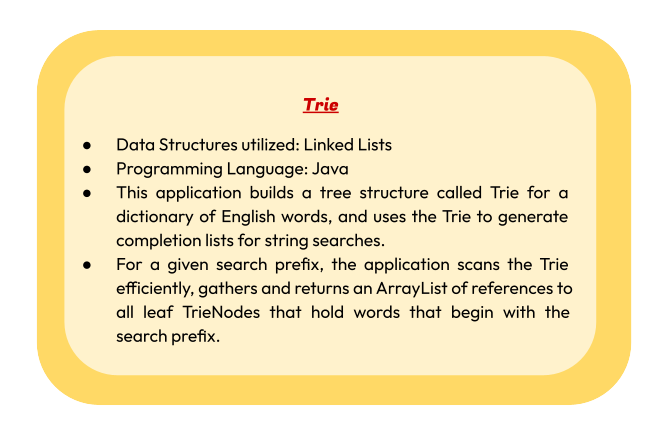 Trie
● Data Structures utilized: Linked Lists
● Programming Language: Java
● This application builds a tree structure called Trie for a
dictionary of English words, and uses the Trie to generate
completion lists for string searches.
● For a given search prefix, the application scans the Trie
efficiently, gathers and returns an ArrayList of references to
all leaf TrieNodes that hold words that begin with the
search prefix.